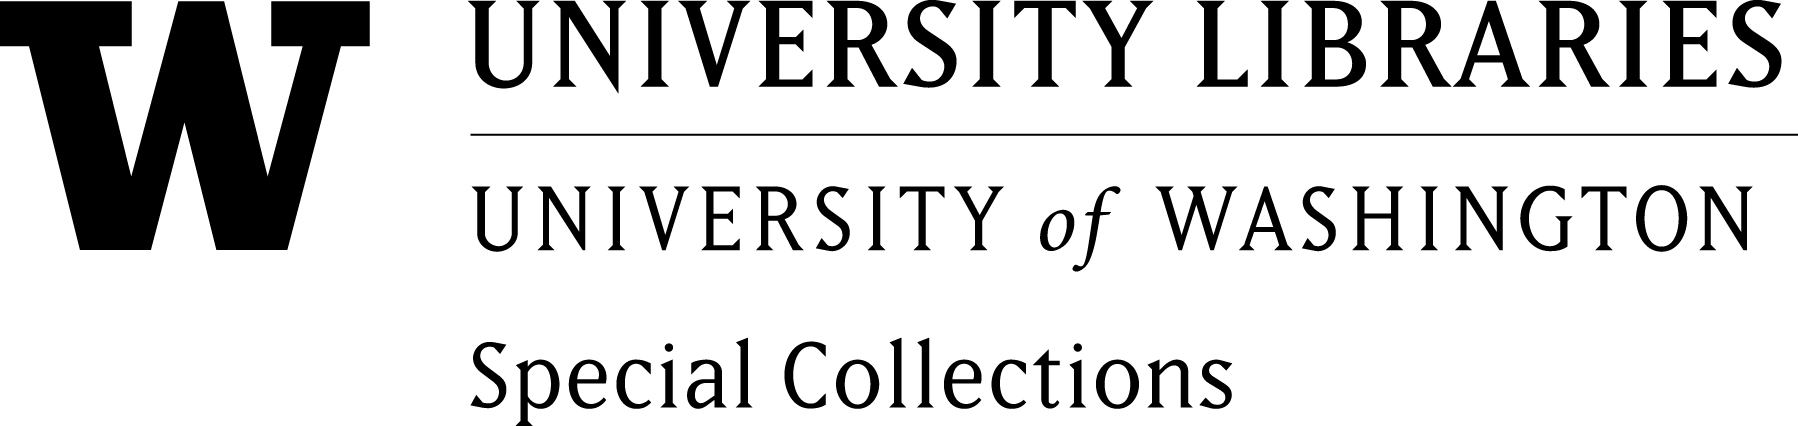 W
UNIVERSITY LIBRARIES
UNIVERSITY of WASHINGTON
Special Collections